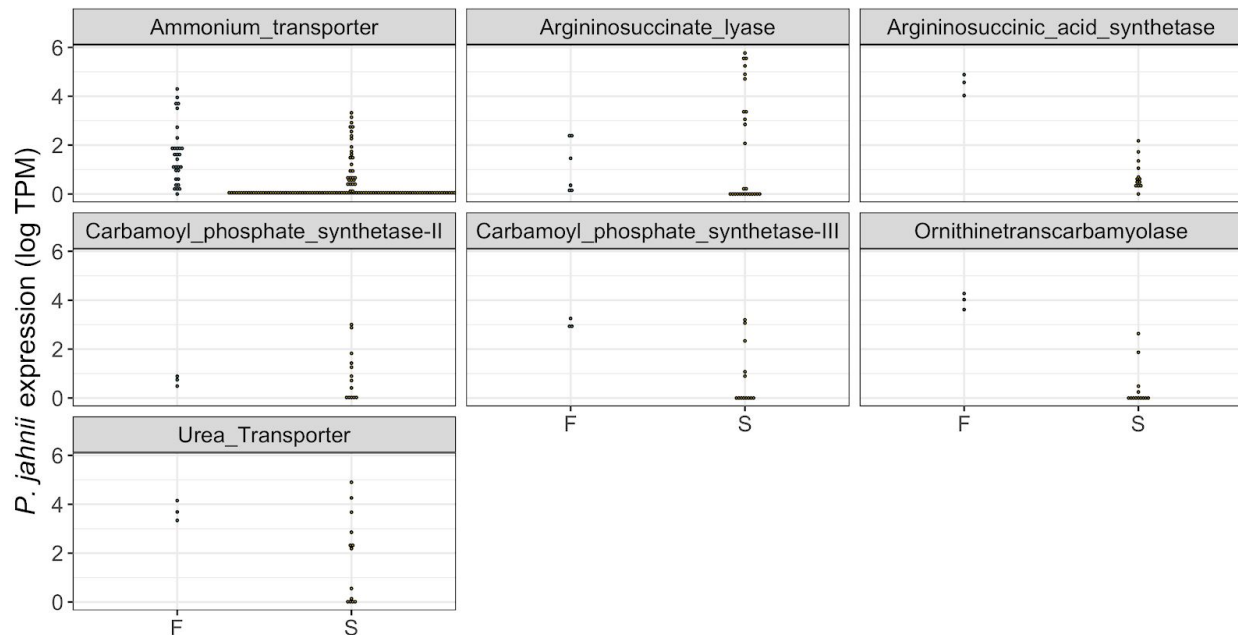 Ammonium_transporter
Argininosuccinate_lyase
Argininosuccinic_acid_synthetase
6
4
2
0
Carbamoyl_phosphate_synthetase-II
Carbamoyl_phosphate_synthetase-III
Ornithinetranscarbamyolase
6
4
2
0
F
S
F
S
Urea_Transporter
6
4
2
0
F
S
P. jahnii expression (log TPM)